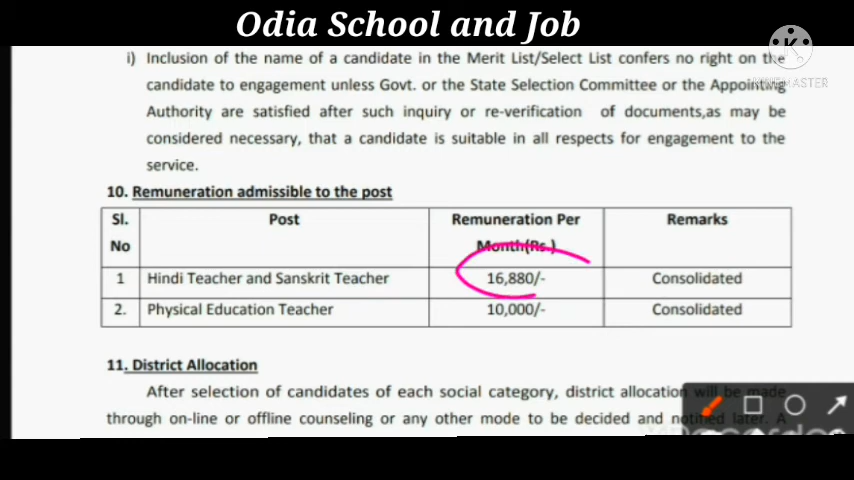 Odia School and Job
i) Inclusion of the name of a candidate in the Merit List/Select List confers no right on the
candidate to engagement unless Govt. or the State Selection Committee or the Appointing
Authority are satisfied after such inquiry or re-verification of documents,as may be
considered necessary, that a candidate is suitable in all respects for engagement to the
service.
10. Remuneration admissible to the post
Sl. No Post Remuneration Per Month(Rs.) Remarks
1 Hindi Teacher and Sanskrit Teacher 16,880/- Consolidated
2. Physical Education Teacher 10,000/- Consolidated
11. District Allocation
After selection of candidates of each social category, district allocation will be made
through on-line or offline counseling or any other mode to be decided and notified later. A